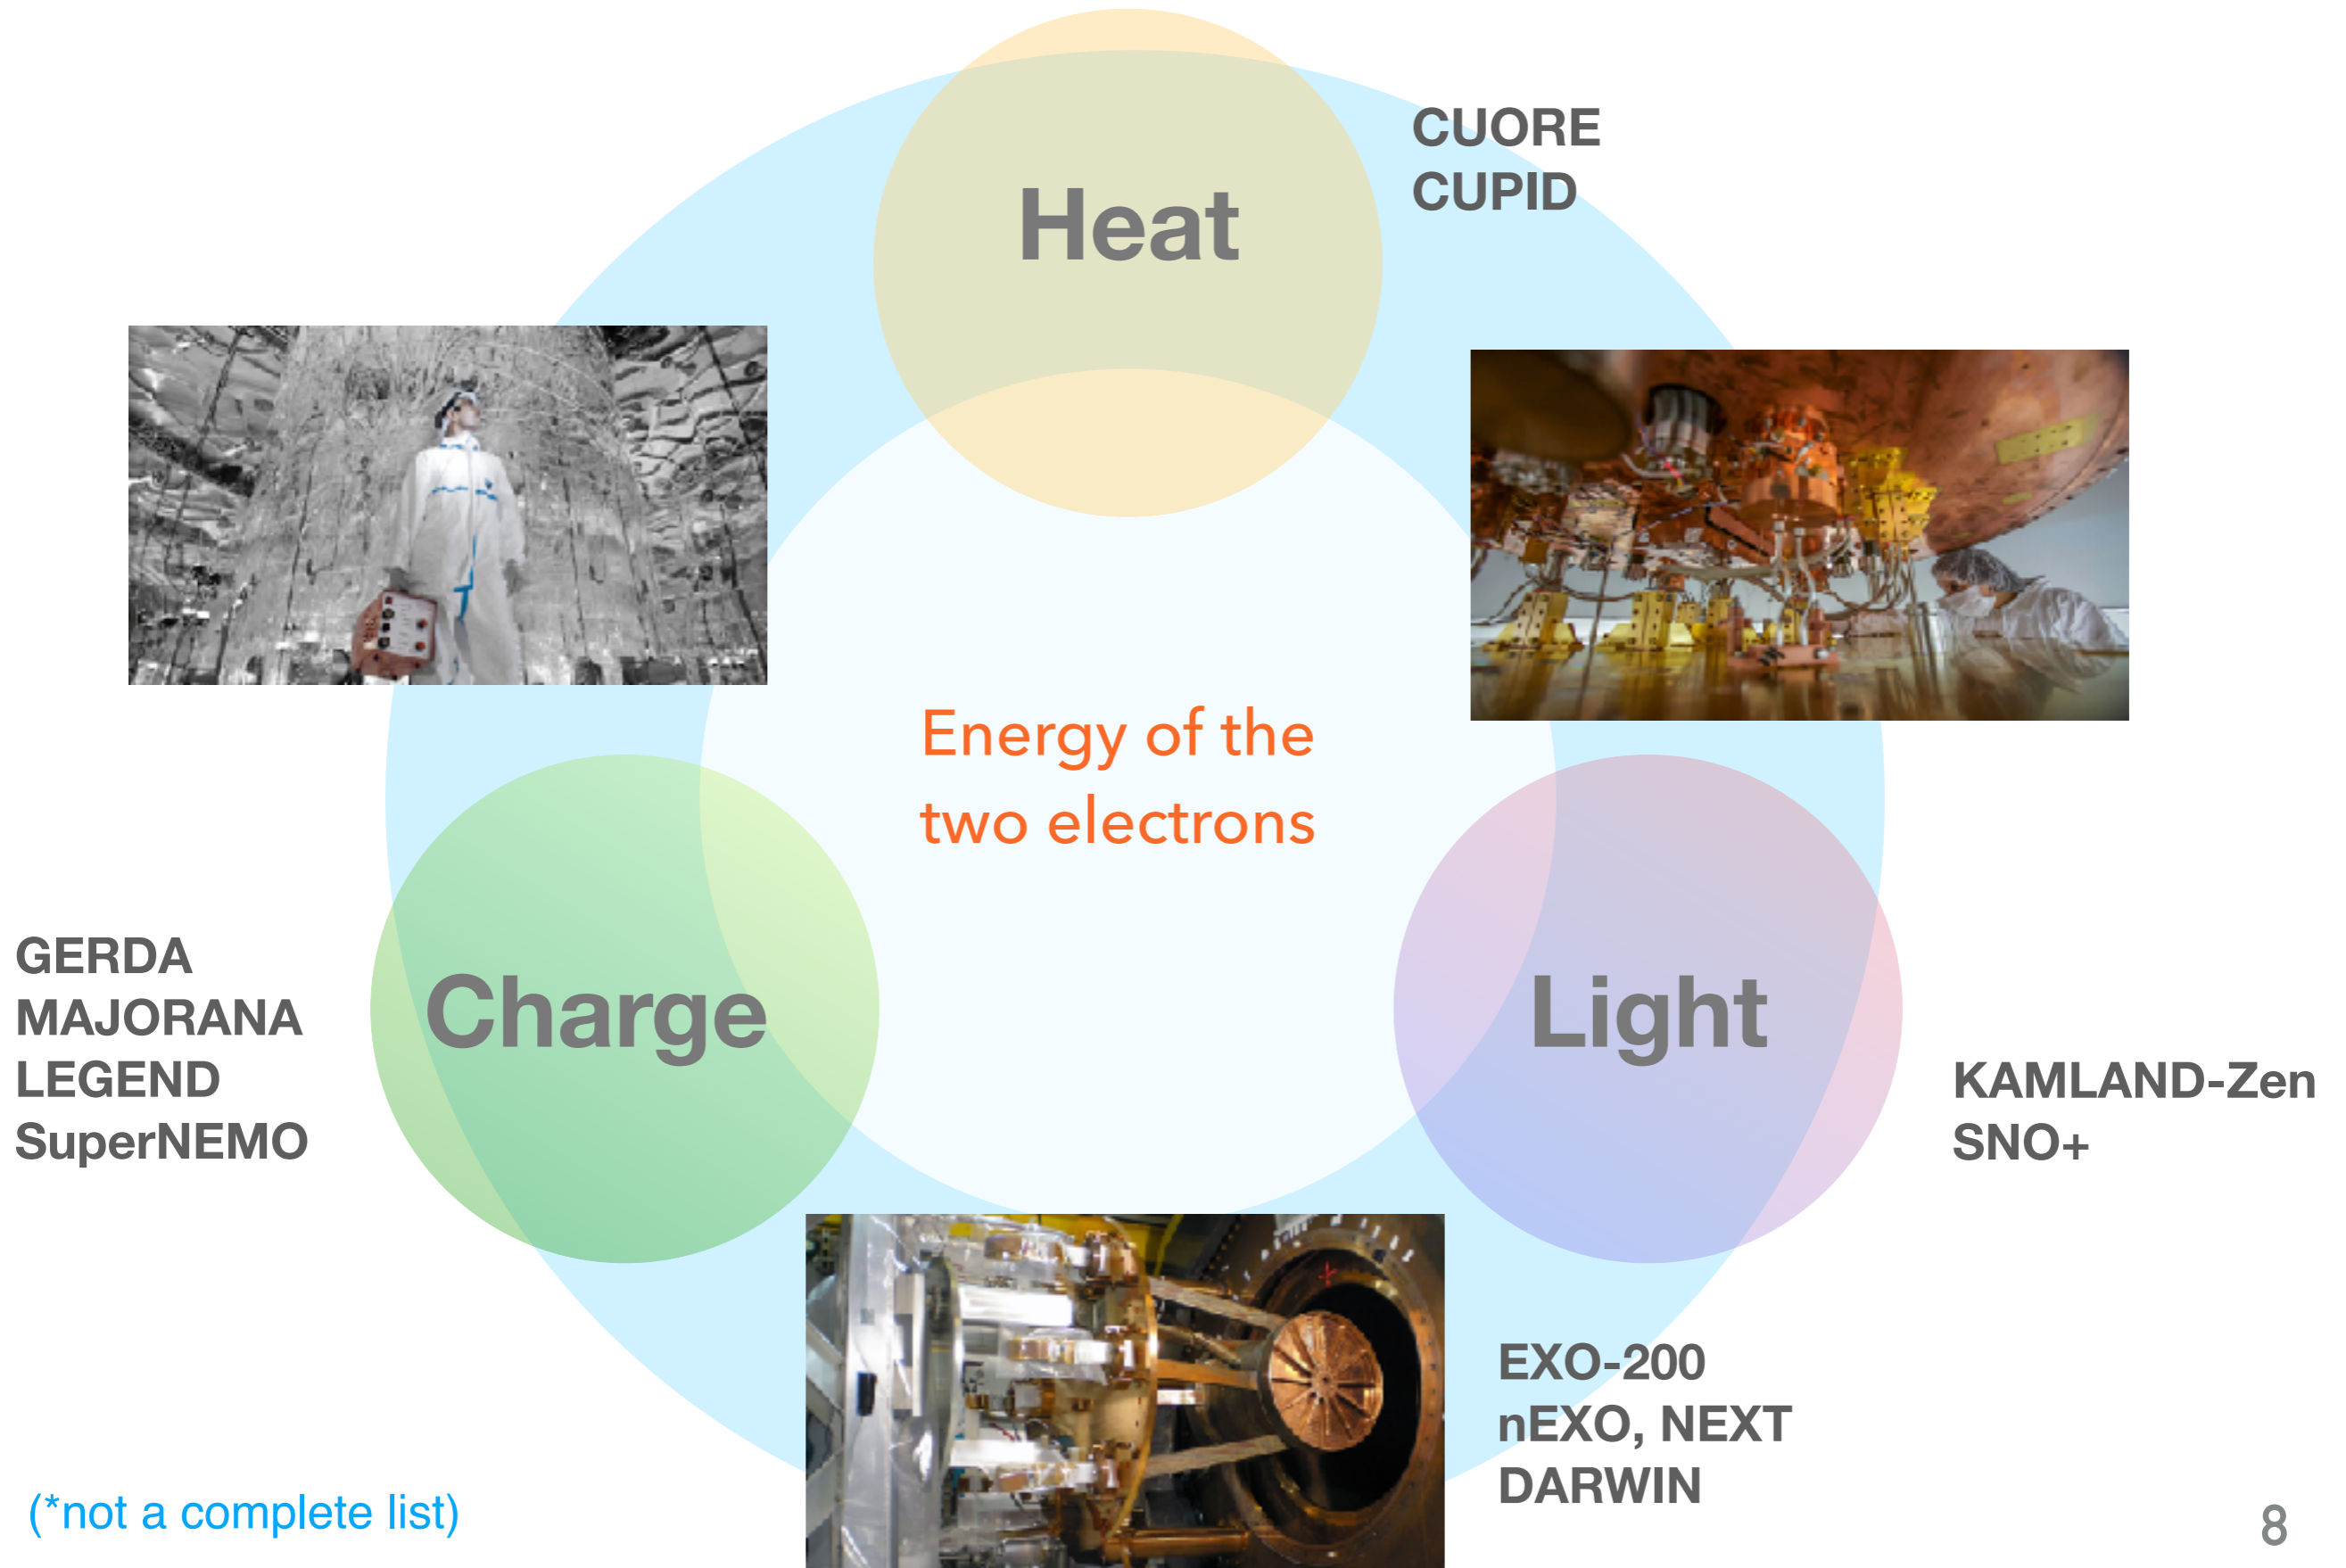 Heat
CUORE
CUPID
Energy of the
two electrons
Charge
Light
GERDA
MAJORANA
LEGEND
SuperNEMO
KAMLAND-Zen
SNO+
EXO-200
nEXO, NEXT
DARWIN
(*not a complete list)
8